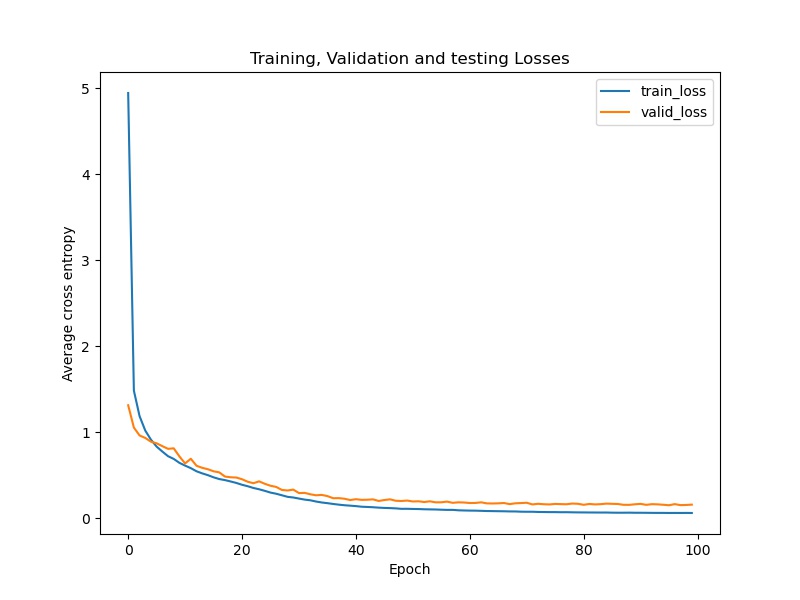 Training, Validation and testing Losses
train_loss
valid_loss
5
4
3
2
1
0
Average cross entropy
0 20 40 60 80 100
Epoch